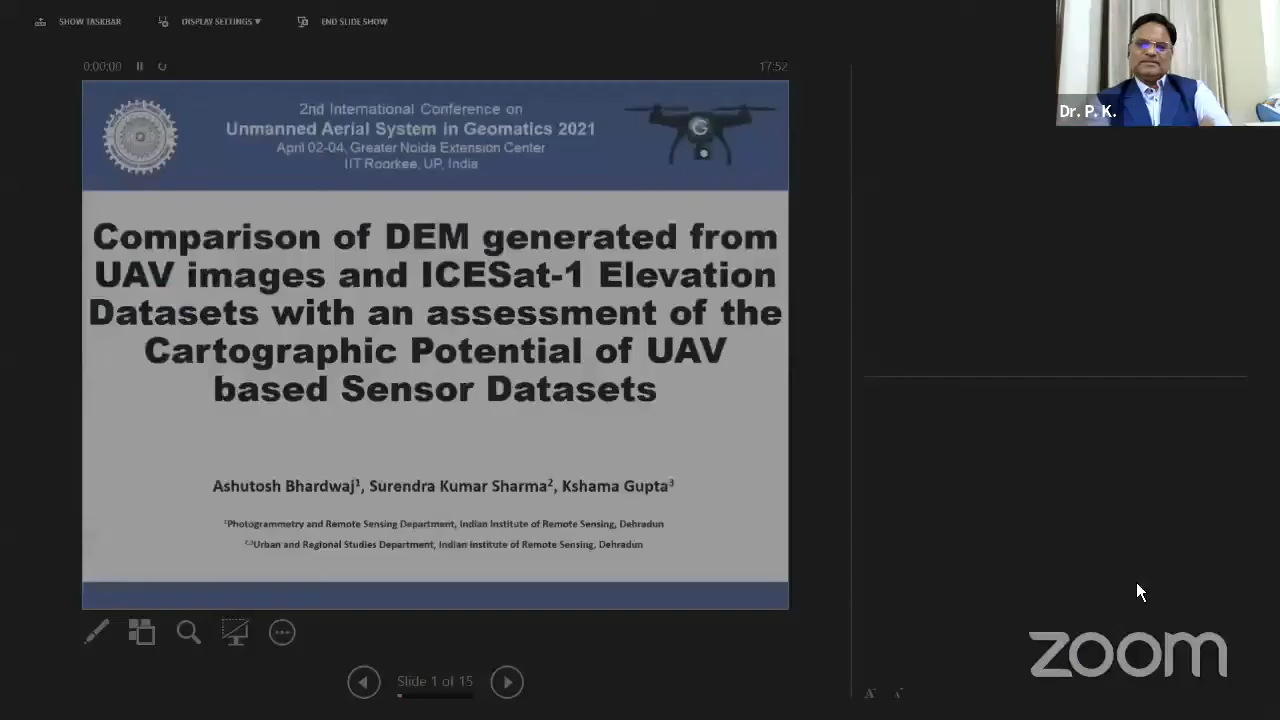 SHOW TASKBAR
DISPLAY SETTINGS ▼
END SLIDE SHOW
Dr. P. K.
0:00:00
17:52
2nd International Conference on
Unmanned Aerial System in Geomatics 2021
April 02-04, Greater Noida Extension Center
IIT Roorkee, UP, India
G
Comparison of DEM generated from
UAV images and ICESat-1 Elevation
Datasets with an assessment of the
Cartographic Potential of UAV
based Sensor Datasets
Ashutosh Bhardwaj¹, Surendra Kumar Sharma², Kshama Gupta³
¹Photogrammetry and Remote Sensing Department, Indian Institute of Remote Sensing, Dehradun
²,³Urban and Regional Studies Department, Indian Institute of Remote Sensing, Dehradun
Slide 1 of 15
zoom
A A